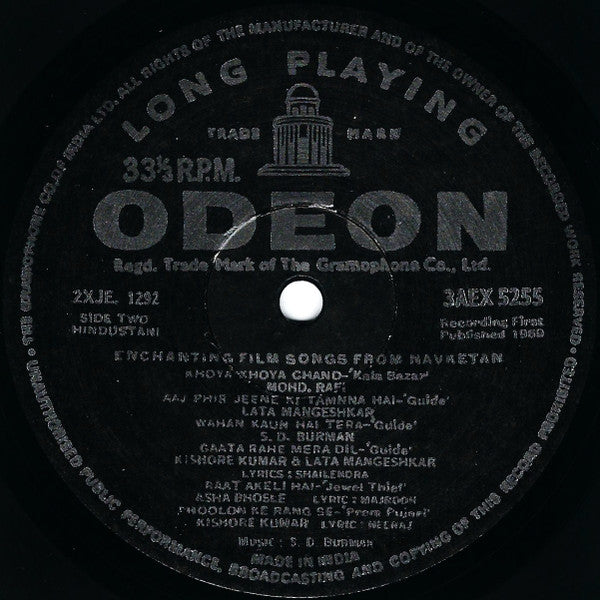 THE GRAMOPHONE CO. OF INDIA LTD. ALL RIGHTS OF THE MANUFACTURER AND OF THE OWNER OF THE RECORDED WORK RESERVED
LONG PLAYING
TRADE MARK
33⅓ R.P.M.
ODEON
Regd. Trade Mark of The Gramophone Co., Ltd.
2XJE. 1292
3AEX 5255
SIDE TWO
HINDUSTANI
Recording First
Published 1969
ENCHANTING FILM SONGS FROM NAVKETAN
KHOYA KHOYA CHAND-'Kala Bazar'
MOHD. RAFI
AAJ PHIR JEENE KI TAMNNA HAI-'Guide'
LATA MANGESHKAR
WAHAN KAUN HAI TERA-'Guide'
S. D. BURMAN
GAATA RAHE MERA DIL-'Guide'
KISHORE KUMAR & LATA MANGESHKAR
LYRICS : SHAILENDRA
RAAT AKELI HAI-'Jewel Thief'
ASHA BHOSLE LYRIC : MAJROOH
PHOOLON KE RANG SE-'Prem Pujari'
KISHORE KUMAR LYRIC : NEERAJ
Music : S. D. Burman
MADE IN INDIA
UNAUTHORISED PUBLIC PERFORMANCE, BROADCASTING AND COPYING OF THIS RECORD PROHIBITED